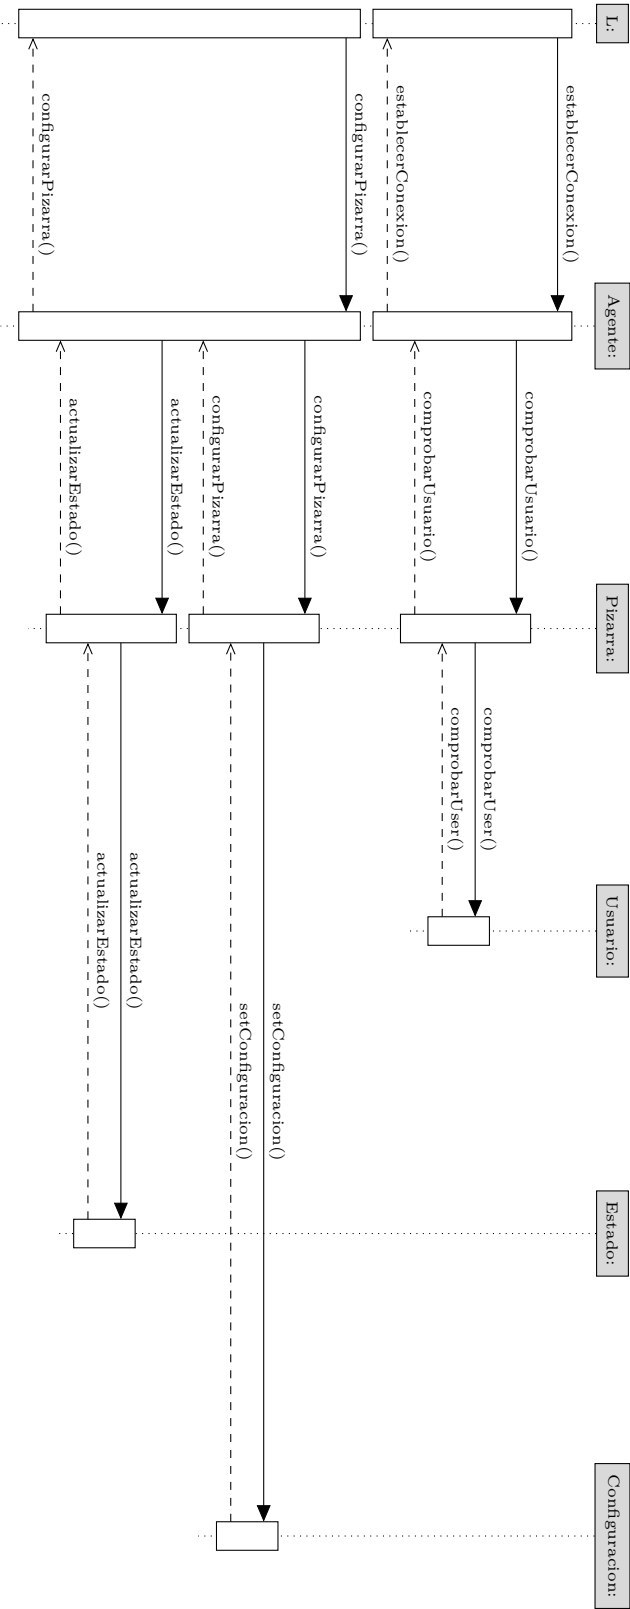 L:
Agente:
Pizarra:
Usuario:
Estado:
Configuracion:
establecerConexion()
comprobarUsuario()
comprobarUser()
comprobarUser()
comprobarUsuario()
establecerConexion()
configurarPizarra()
configurarPizarra()
setConfiguracion()
setConfiguracion()
configurarPizarra()
actualizarEstado()
actualizarEstado()
actualizarEstado()
actualizarEstado()
configurarPizarra()